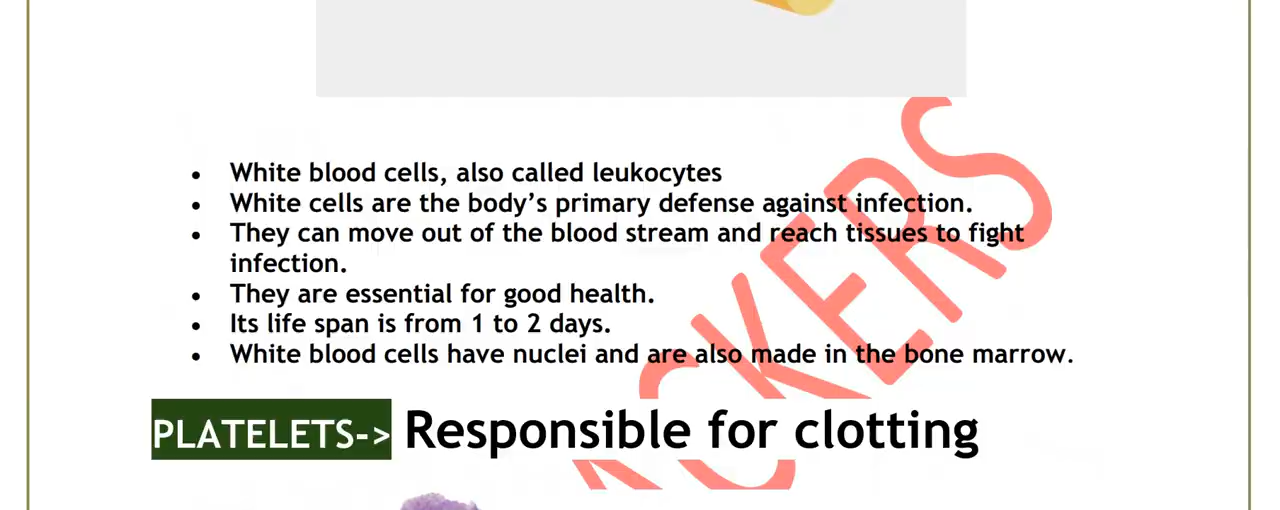 • White blood cells, also called leukocytes
• White cells are the body's primary defense against infection.
• They can move out of the blood stream and reach tissues to fight
infection.
• They are essential for good health.
• Its life span is from 1 to 2 days.
• White blood cells have nuclei and are also made in the bone marrow.
PLATELETS-> Responsible for clotting